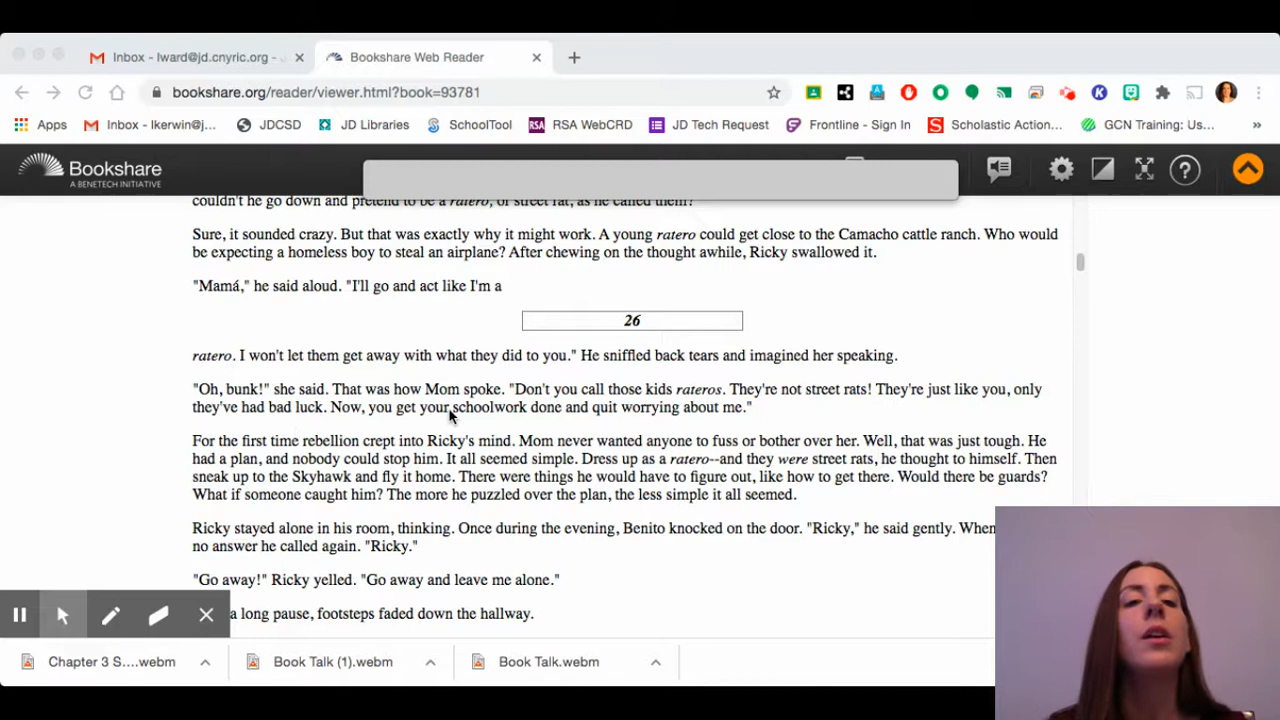 Inbox - lward@jd.cnyric.org -
Bookshare Web Reader
bookshare.org/reader/viewer.html?book=93781
Apps
Inbox - lkerwin@j...
JDCSD
JD Libraries
SchoolTool
RSA WebCRD
JD Tech Request
Frontline - Sign In
Scholastic Action...
GCN Training: Us...
Bookshare
A BENETECH INITIATIVE
couldn't he go down and pretend to be a ratero, or street rat, as he called them?
Sure, it sounded crazy. But that was exactly why it might work. A young ratero could get close to the Camacho cattle ranch. Who would
be expecting a homeless boy to steal an airplane? After chewing on the thought awhile, Ricky swallowed it.
"Mamá," he said aloud. "I'll go and act like I'm a
26
ratero. I won't let them get away with what they did to you." He sniffled back tears and imagined her speaking.
"Oh, bunk!" she said. That was how Mom spoke. "Don't you call those kids rateros. They're not street rats! They're just like you, only
they've had bad luck. Now, you get your schoolwork done and quit worrying about me."
For the first time rebellion crept into Ricky's mind. Mom never wanted anyone to fuss or bother over her. Well, that was just tough. He
had a plan, and nobody could stop him. It all seemed simple. Dress up as a ratero--and they were street rats, he thought to himself. Then
sneak up to the Skyhawk and fly it home. There were things he would have to figure out, like how to get there. Would there be guards?
What if someone caught him? The more he puzzled over the plan, the less simple it all seemed.
Ricky stayed alone in his room, thinking. Once during the evening, Benito knocked on the door. "Ricky," he said gently. When
no answer he called again. "Ricky."
"Go away!" Ricky yelled. "Go away and leave me alone."
a long pause, footsteps faded down the hallway.
Chapter 3 S....webm
Book Talk (1).webm
Book Talk.webm